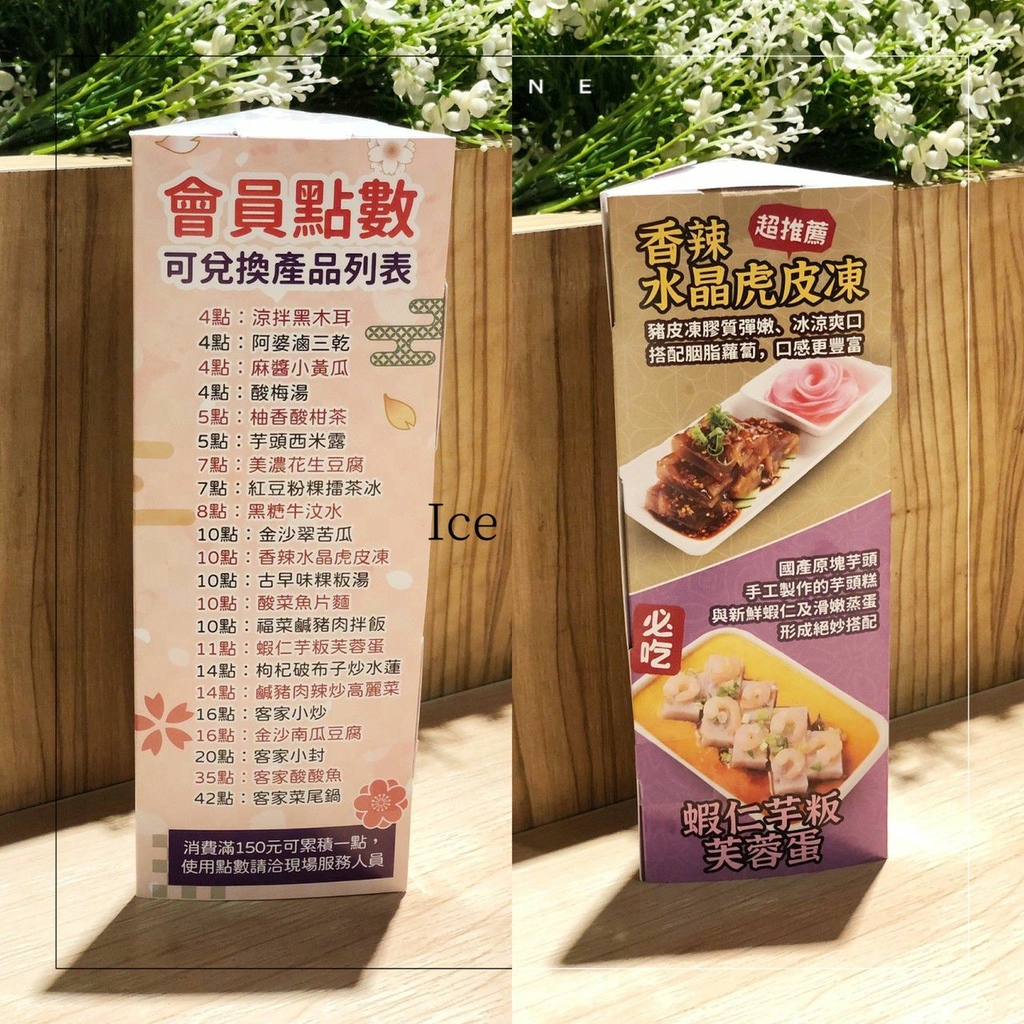 JANE
會員點數
可兌換產品列表
4點：涼拌黑木耳
4點：阿婆滷三乾
4點：麻醬小黃瓜
4點：酸梅湯
5點：柚香酸柑茶
5點：芋頭西米露
7點：美濃花生豆腐
7點：紅豆粉粿擂茶冰
8點：黑糖牛汶水
10點：金沙翠苦瓜
10點：香辣水晶虎皮凍
10點：古早味粿粄湯
10點：酸菜魚片麵
10點：福菜鹹豬肉拌飯
11點：蝦仁芋粄芙蓉蛋
14點：枸杞破布子炒水蓮
14點：鹹豬肉辣炒高麗菜
16點：客家小炒
16點：金沙南瓜豆腐
20點：客家小封
35點：客家酸酸魚
42點：客家菜尾鍋
消費滿150元可累積一點，
使用點數請洽現場服務人員
Ice
香辣
超推薦
水晶虎皮凍
豬皮凍膠質彈嫩、冰涼爽口
搭配胭脂蘿蔔，口感更豐富
國產原塊芋頭
手工製作的芋頭糕
與新鮮蝦仁及滑嫩蒸蛋
形成絕妙搭配
必吃
蝦仁芋粄
芙蓉蛋